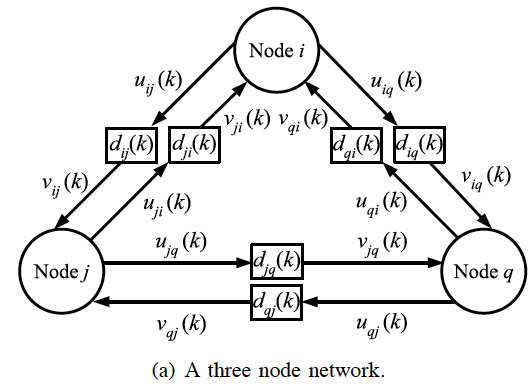 Node i
u_ij (k)
u_iq (k)
v_ji (k) v_qi (k)
d_ij(k) d_ji(k) d_qi(k) d_iq(k)
v_ij (k)
v_iq (k)
u_ji (k)
u_qi (k)
u_jq (k)
v_jq (k)
Node j
d_jq(k)
Node q
d_qj(k)
v_qj (k)
u_qj (k)
(a) A three node network.